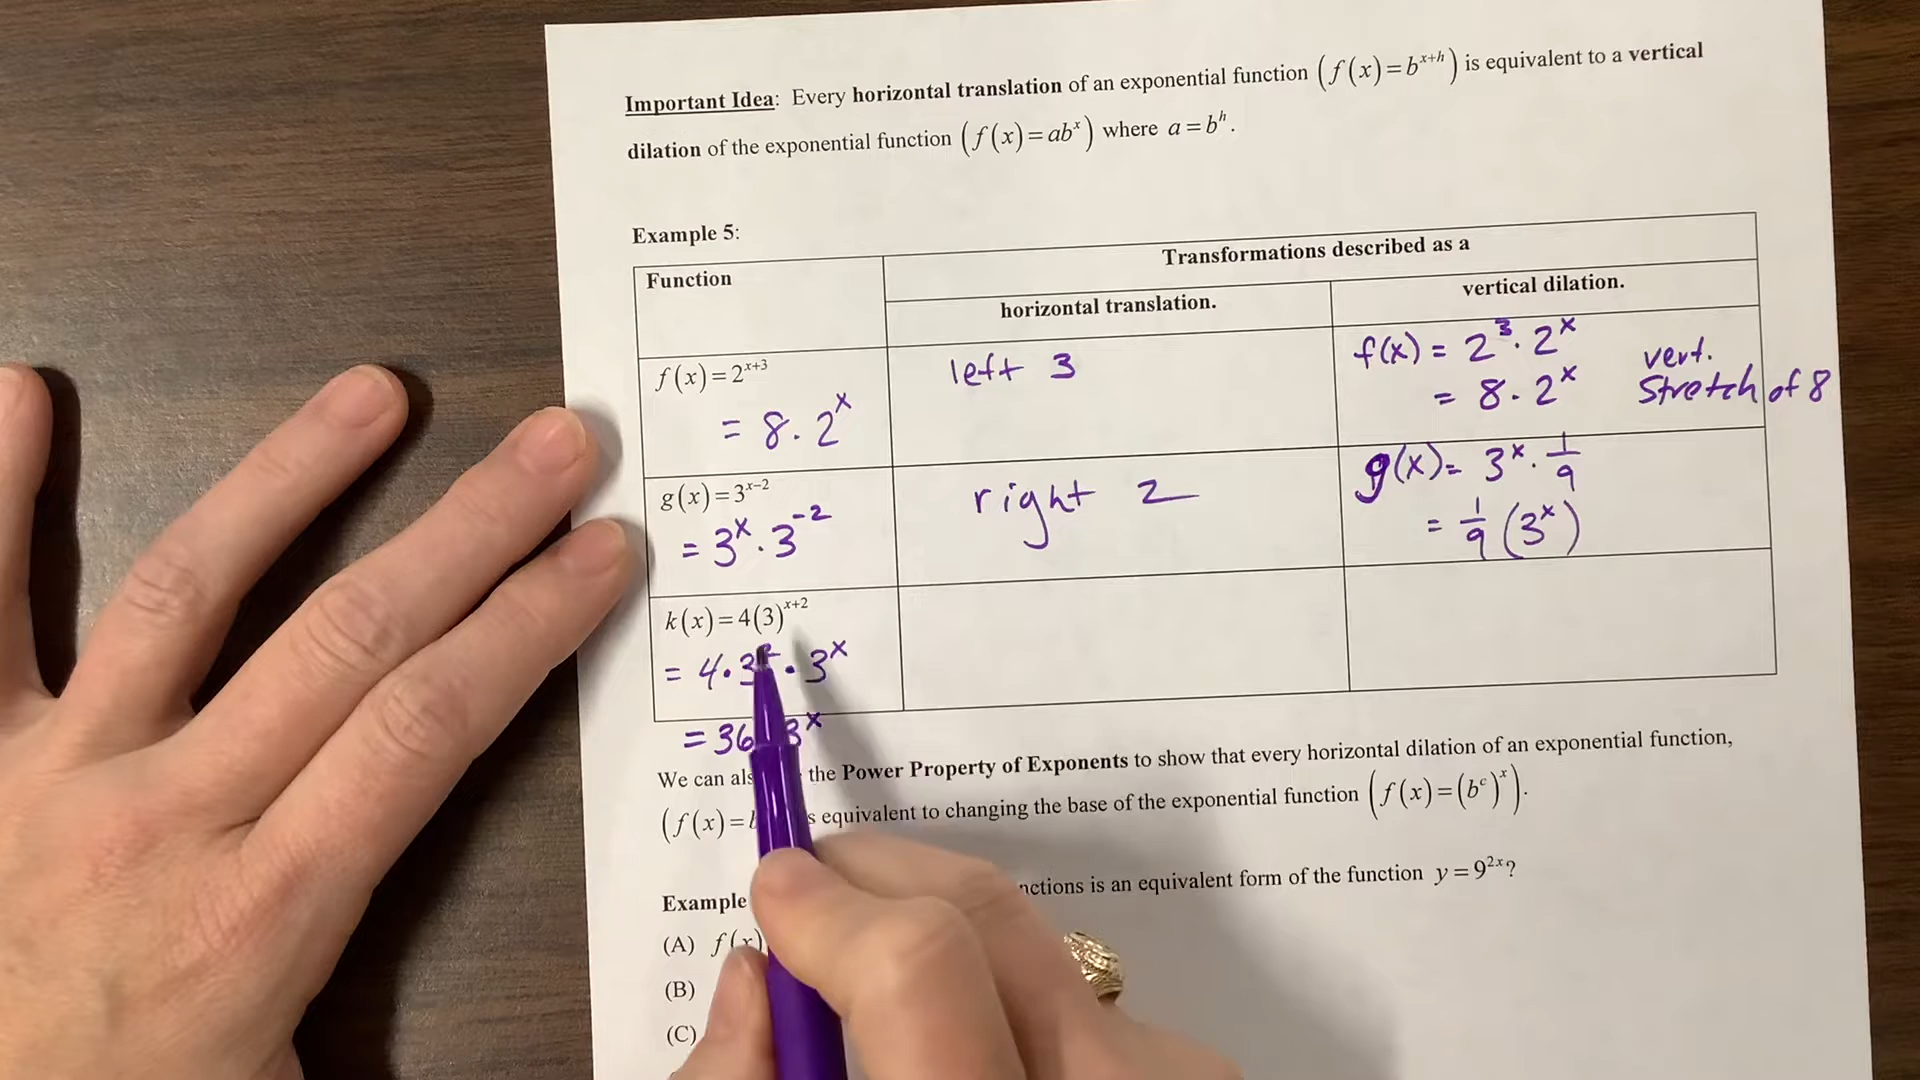 Important Idea: Every horizontal translation of an exponential function (f(x)=b^{x+h}) is equivalent to a vertical
dilation of the exponential function (f(x)=ab^x) where a=b^h.
Example 5:
Function
Transformations described as a
horizontal translation.
vertical dilation.
f(x)=2^{x+3}
= 8·2^x
left 3
f(x) = 2^3·2^x
= 8·2^x
vert.
Stretch of 8
g(x)=3^{x-2}
= 3^x·3^{-2}
right 2
g(x)= 3^x·1/9
= 1/9 (3^x)
k(x)=4(3)^{x+2}
= 4·3^2·3^x
=36 3^x
We can the Power Property of Exponents to show that every horizontal dilation of an exponential function,
(f(x)= equivalent to changing the base of the exponential function (f(x)=(b^c)^x).
Example is an equivalent form of the function y=9^{2x}?
(A) f(x)
(B)
(C)